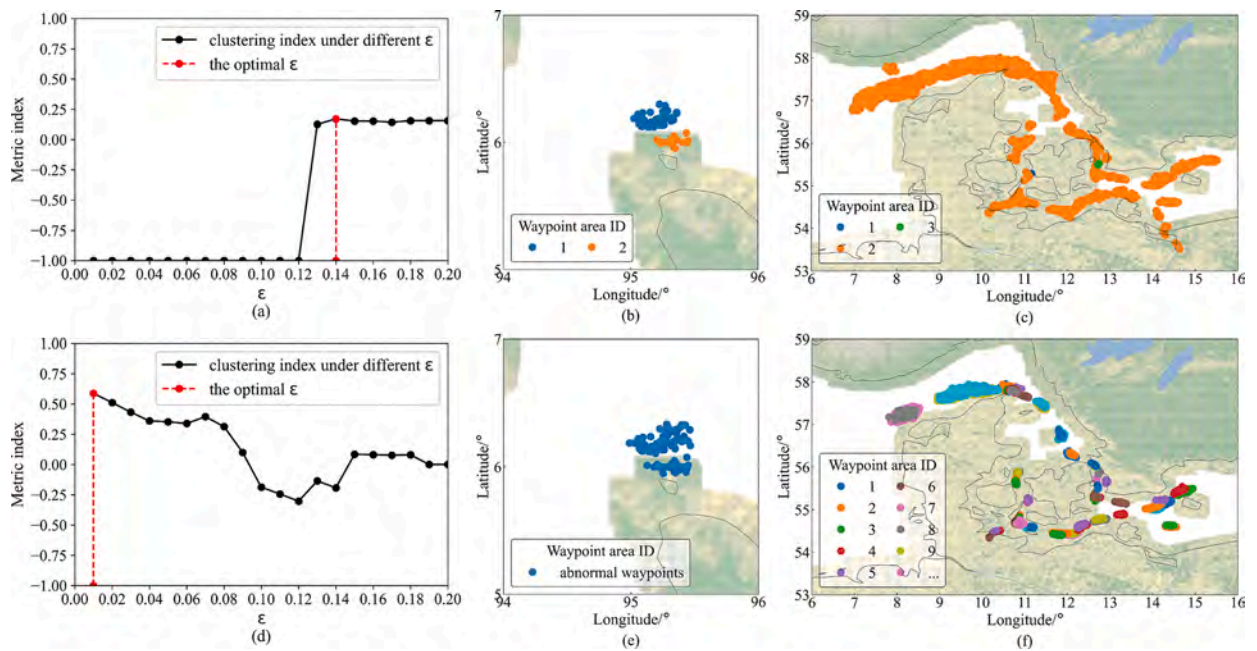 1.00
0.75
0.50
0.25
0.00
−0.25
−0.50
−0.75
−1.00
Metric index
clustering index under different ε
the optimal ε
0.00 0.02 0.04 0.06 0.08 0.10 0.12 0.14 0.16 0.18 0.20
ε
(a)
7
6
5
4
Latitude/°
Waypoint area ID
1 2
94 95 96
Longitude/°
(b)
59
58
57
56
55
54
53
Latitude/°
Waypoint area ID
1 3
2
6 7 8 9 10 11 12 13 14 15 16
Longitude/°
(c)
1.00
0.75
0.50
0.25
0.00
−0.25
−0.50
−0.75
−1.00
Metric index
clustering index under different ε
the optimal ε
0.00 0.02 0.04 0.06 0.08 0.10 0.12 0.14 0.16 0.18 0.20
ε
(d)
7
6
5
4
Latitude/°
Waypoint area ID
abnormal waypoints
94 95 96
Longitude/°
(e)
59
58
57
56
55
54
53
Latitude/°
Waypoint area ID
1 6
2 7
3 8
4 9
5 ...
6 7 8 9 10 11 12 13 14 15 16
Longitude/°
(f)